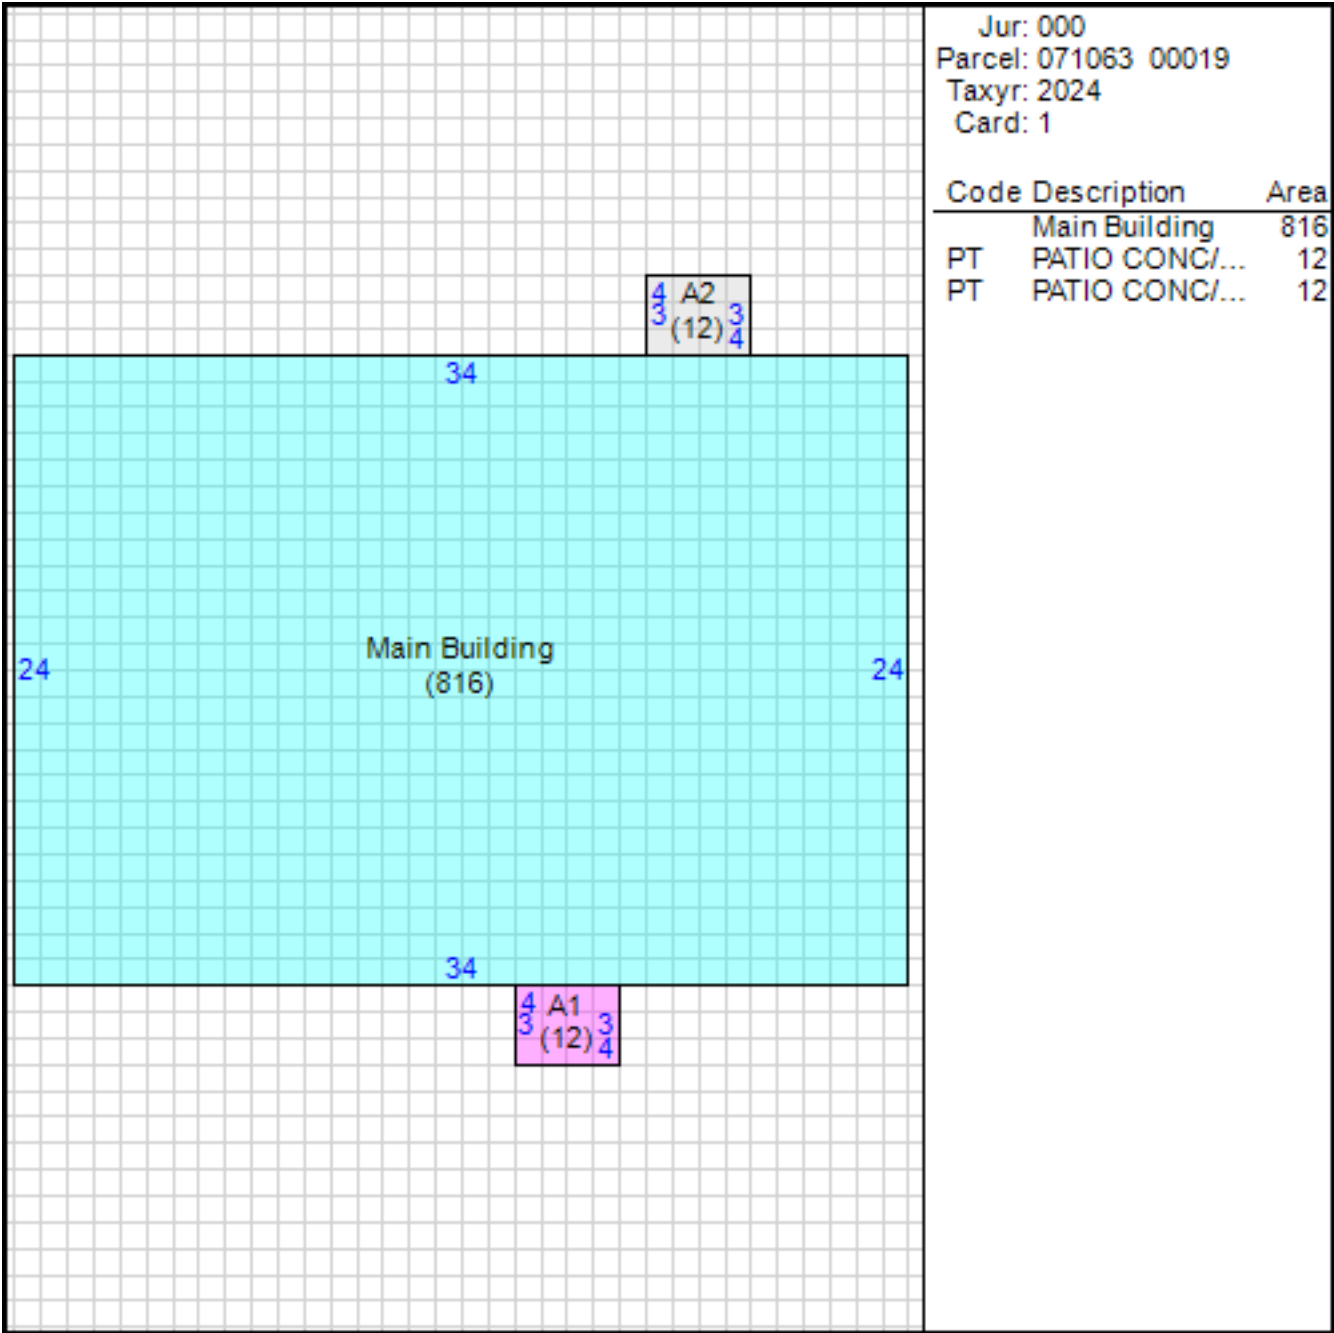 Jur: 000
Parcel: 071063 00019
Taxyr: 2024
Card: 1
Code Description Area
Main Building 816
PT PATIO CONC/... 12
PT PATIO CONC/... 12
4 A2
3 (12) 3
4
34
Main Building
24 24
(816)
34
4 A1
3 (12) 3
4